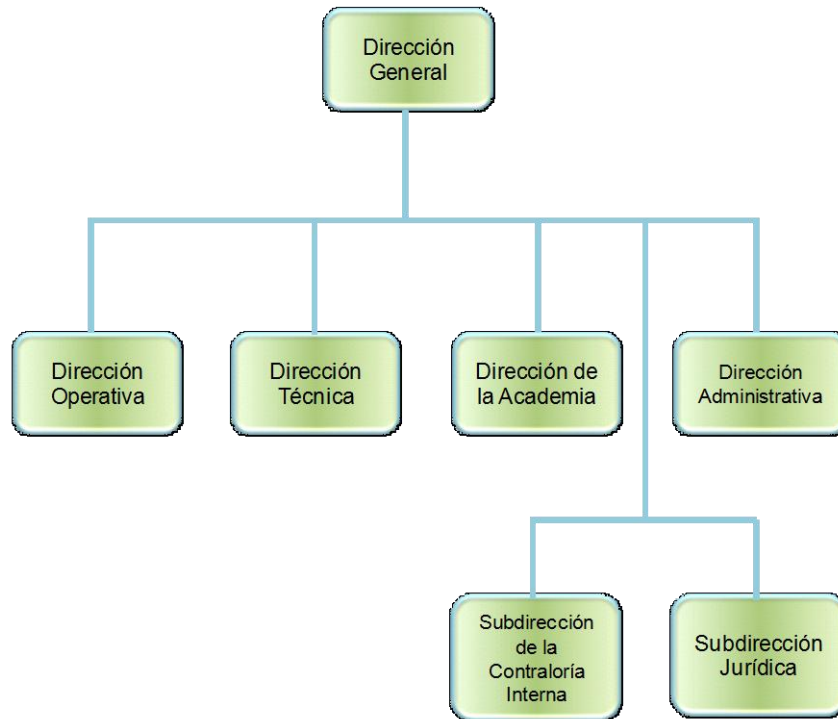 Dirección
General
Dirección
Operativa
Dirección
Técnica
Dirección de
la Academia
Dirección
Administrativa
Subdirección
de la
Contraloría
Interna
Subdirección
Jurídica